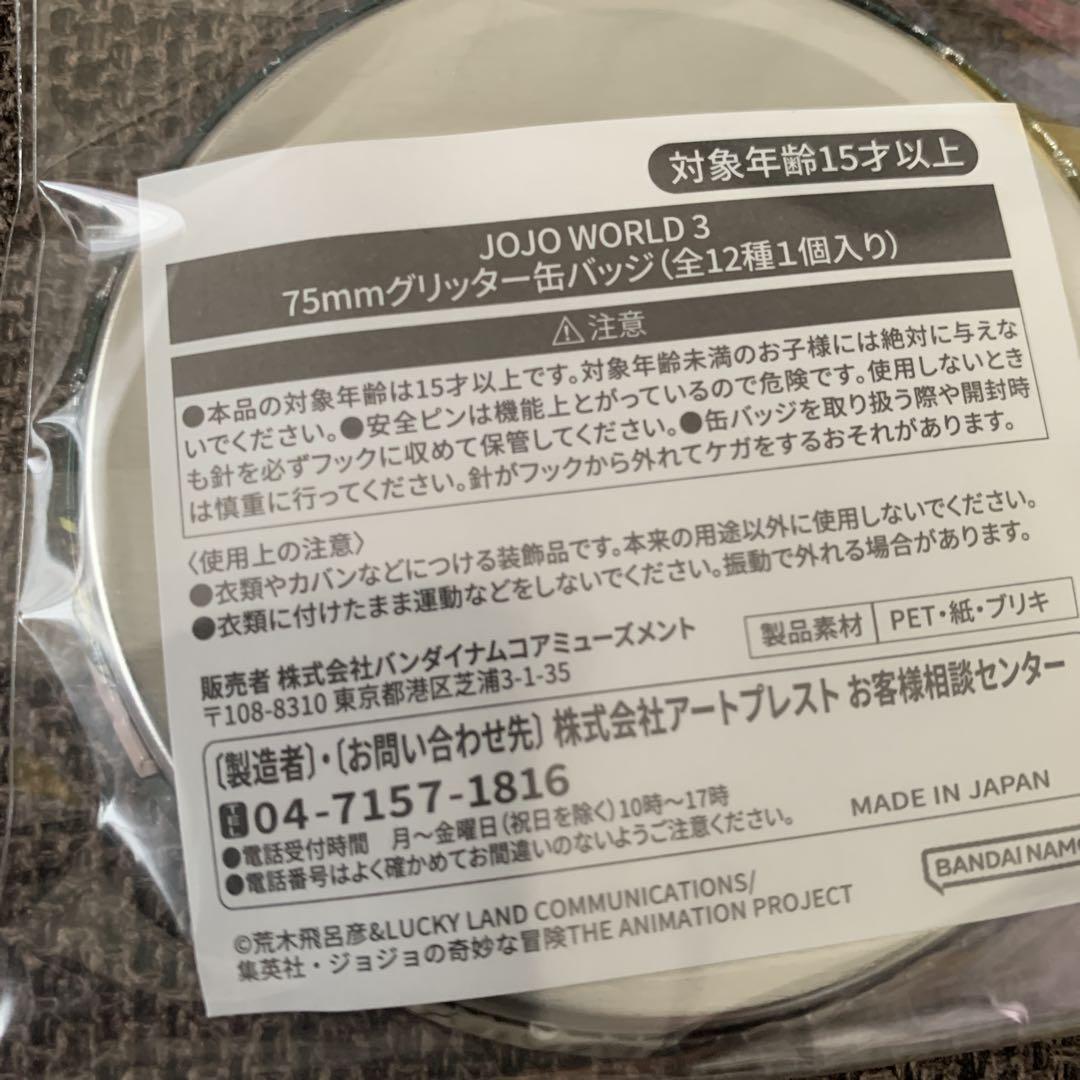 対象年齢15才以上
JOJO WORLD 3
75mmグリッター缶バッジ(全12種1個入り)
⚠注意
●本品の対象年齢は15才以上です。対象年齢未満のお子様には絶対に与えな
いでください。●安全ピンは機能上とがっているので危険です。使用しないとき
も針を必ずフックに収めて保管してください。●缶バッジを取り扱う際や開封時
は慎重に行ってください。針がフックから外れてケガをするおそれがあります。
〈使用上の注意〉
●衣類やカバンなどにつける装飾品です。本来の用途以外に使用しないでください。
●衣類に付けたまま運動などをしないでください。振動で外れる場合があります。
製品素材 PET・紙・ブリキ
販売者 株式会社バンダイナムコアミューズメント
〒108-8310 東京都港区芝浦3-1-35
〔製造者〕・〔お問い合わせ先〕 株式会社アートプレスト お客様相談センター
TEL 04-7157-1816
●電話受付時間 月～金曜日(祝日を除く)10時～17時
●電話番号はよく確かめてお間違いのないようご注意ください。
MADE IN JAPAN
BANDAI NAMCO
©荒木飛呂彦&LUCKY LAND COMMUNICATIONS/
集英社・ジョジョの奇妙な冒険THE ANIMATION PROJECT